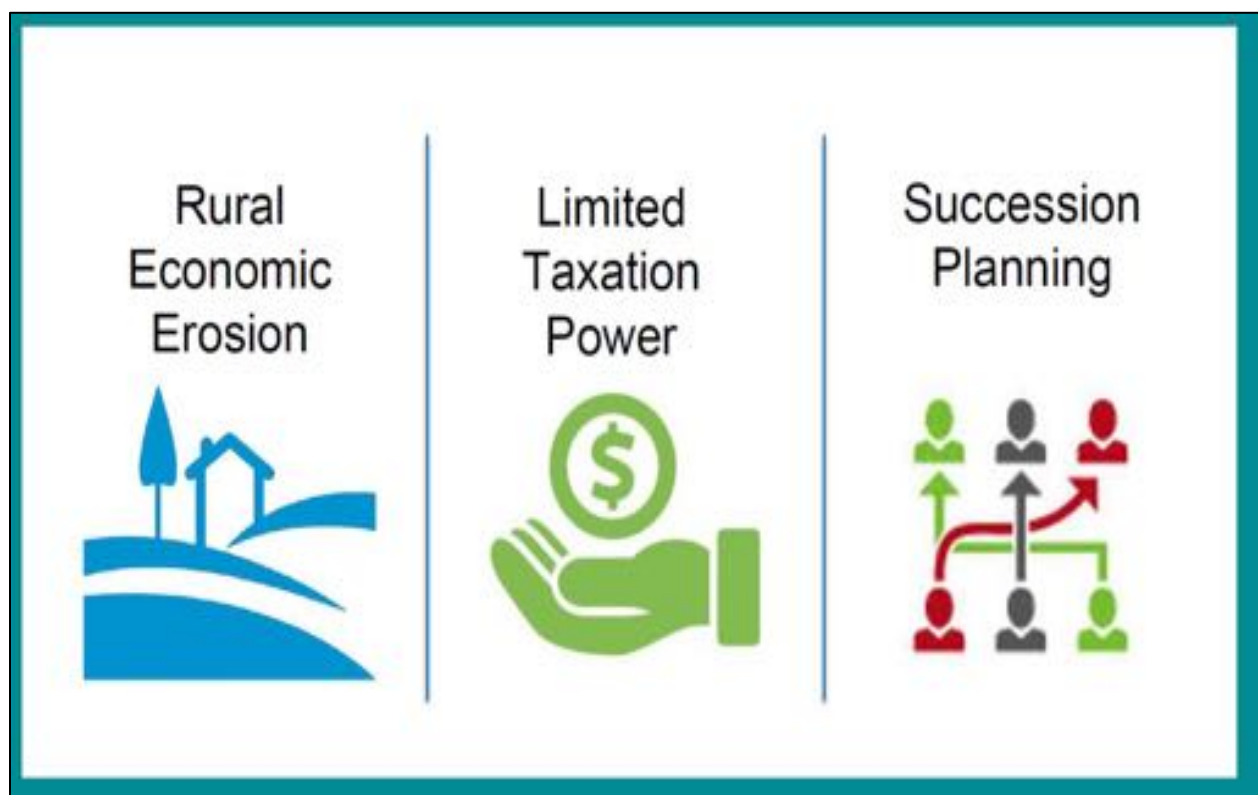 Rural
Economic
Erosion
Limited
Taxation
Power
Succession
Planning
$